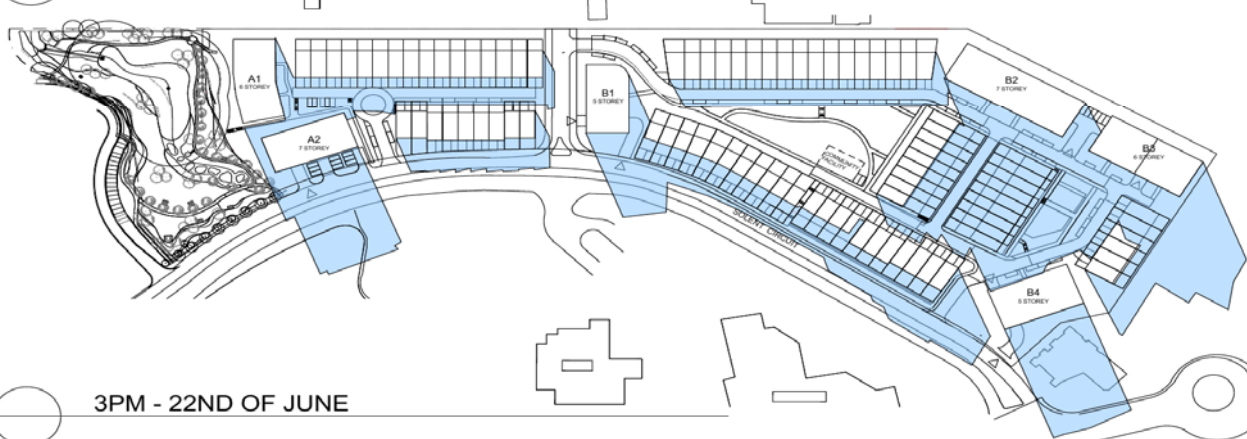 A1
6 STOREY
A2
7 STOREY
B1
5 STOREY
B2
7 STOREY
B3
6 STOREY
COMMUNITY
FACILITY
SOLENT CIRCUIT
B4
5 STOREY
3PM - 22ND OF JUNE